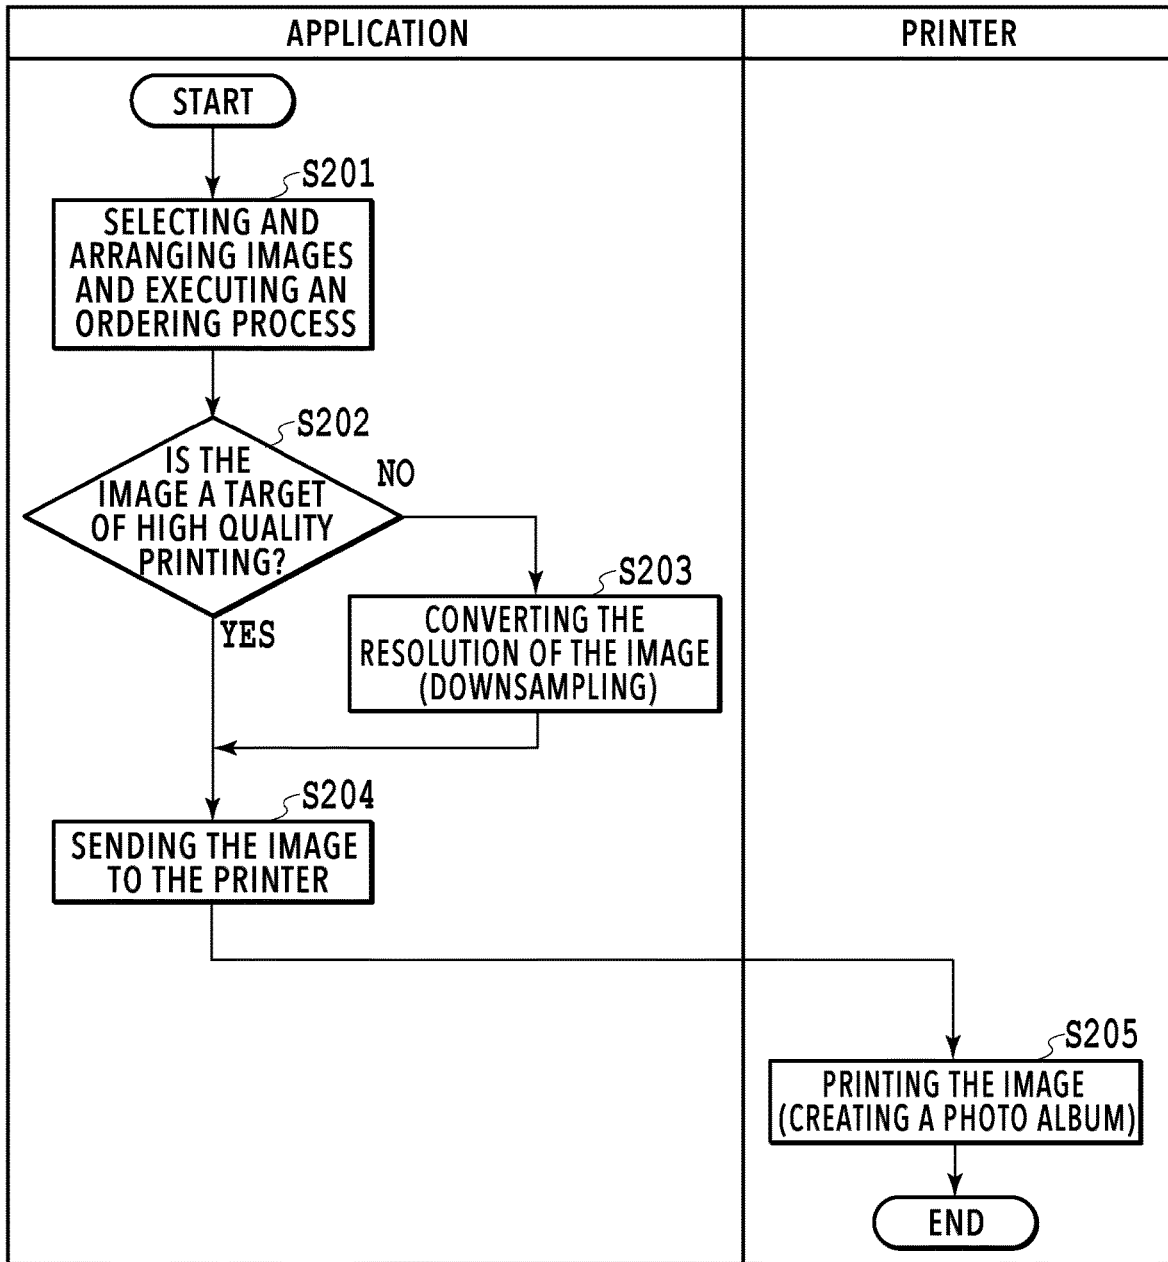 APPLICATION
PRINTER
START
S201
SELECTING AND
ARRANGING IMAGES
AND EXECUTING AN
ORDERING PROCESS
S202
IS THE
IMAGE A TARGET
OF HIGH QUALITY
PRINTING?
NO
YES
S203
CONVERTING THE
RESOLUTION OF THE IMAGE
(DOWNSAMPLING)
S204
SENDING THE IMAGE
TO THE PRINTER
S205
PRINTING THE IMAGE
(CREATING A PHOTO ALBUM)
END